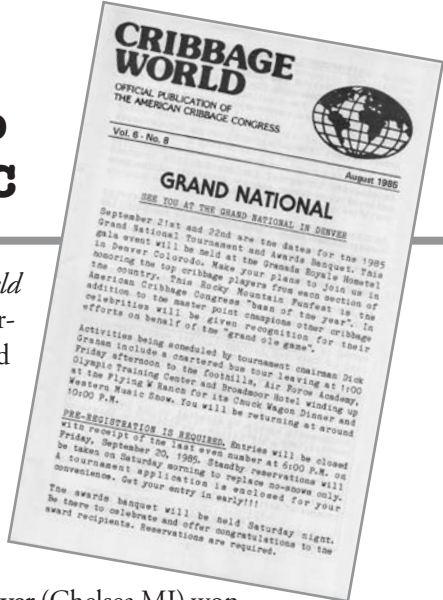 CRIBBAGE
WORLD
OFFICIAL PUBLICATION OF
THE AMERICAN CRIBBAGE CONGRESS
Vol. 6 - No. 8
August 1985
GRAND NATIONAL
SEE YOU AT THE GRAND NATIONAL IN DENVER
September 21st and 22nd are the dates for the 1985
Grand National Tournament and Awards Banquet. This
gala event will be held at the Granada Royale Hometel
in Denver Colorodo. Make your plans to join us in
honoring the top cribbage players from each section of
the country. This Rocky Mountain Funfest is the
American Cribbage Congress "bash of the year". In
addition to the master point champions other cribbage
celebrities will be given recognition for their
efforts on behalf of the "grand ole game".
Activities being scheduled by tournament chairman Dick
Graham include a chartered bus tour leaving at 1:00
Friday afternoon to the foothills, Air Force Academy,
Olympic Training Center and Broadmoor Hotel winding up
at the Flying W Ranch for its Chuck Wagon Dinner and
Western Music Show. You will be returning at around
10:00 P.M.
PRE-REGISTRATION IS REQUIRED. Entries will be closed
with receipt of the last even number at 6:00 P.M. on
Friday, September 20, 1985. Standby reservations will
be taken on Saturday morning to replace no-shows only.
A tournament application is enclosed for your
convenience. Get your entry in early!!!
The awards banquet will be held Saturday night.
Be there to celebrate and offer congratulations to the
award recipients. Reservations are required.
(Chelsea MI) won